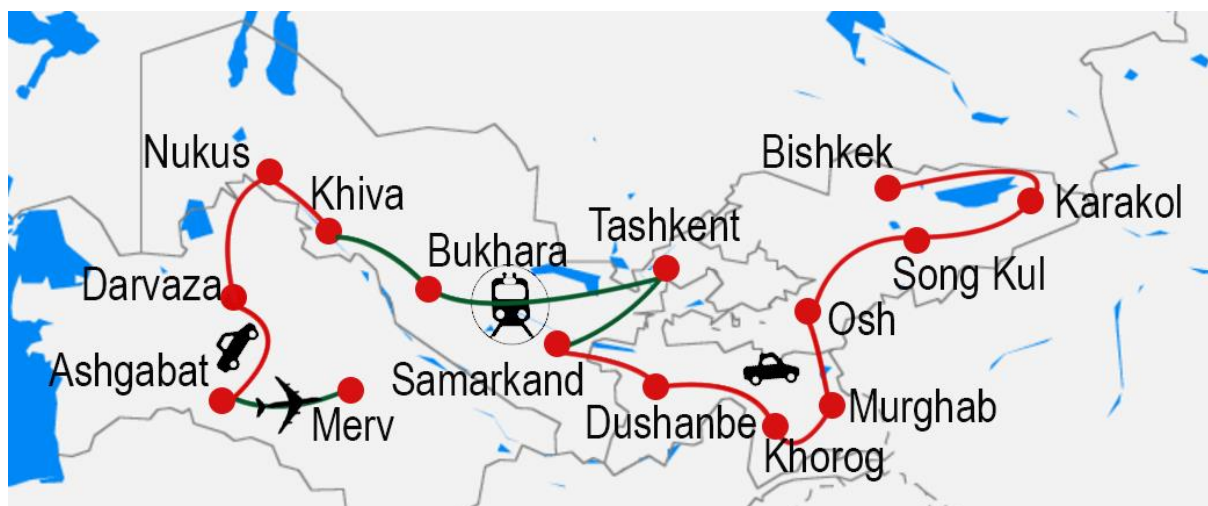 Nukus
Bishkek
Khiva
Karakol
Tashkent
Bukhara
Song Kul
Darvaza
Osh
Ashgabat
Samarkand
Murghab
Merv
Dushanbe
Khorog